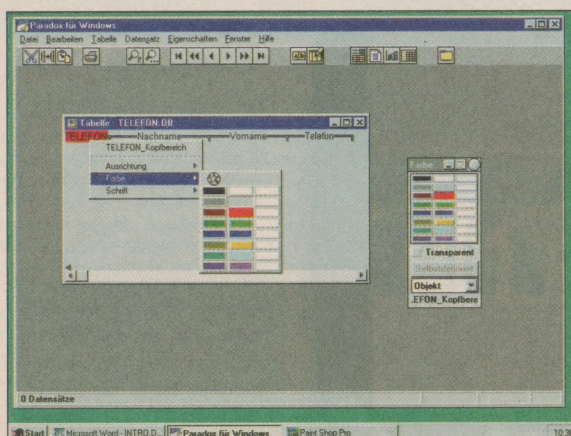 Paradox für Windows
Datei Bearbeiten Tabelle Datensatz Eigenschaften Fenster Hilfe
Tabelle TELEFON.DB
TELEFON Nachname Vorname Telefon
TELEFON_Kopfbereich
Ausrichtung
Farbe
Schrift
Farbe
Transparent
Selbstdefiniert
Objekt
.EFON_Kopfbere
0 Datensätze
Start Microsoft Word - INTRO.D Paradox für Windows Paint Shop Pro 10:3